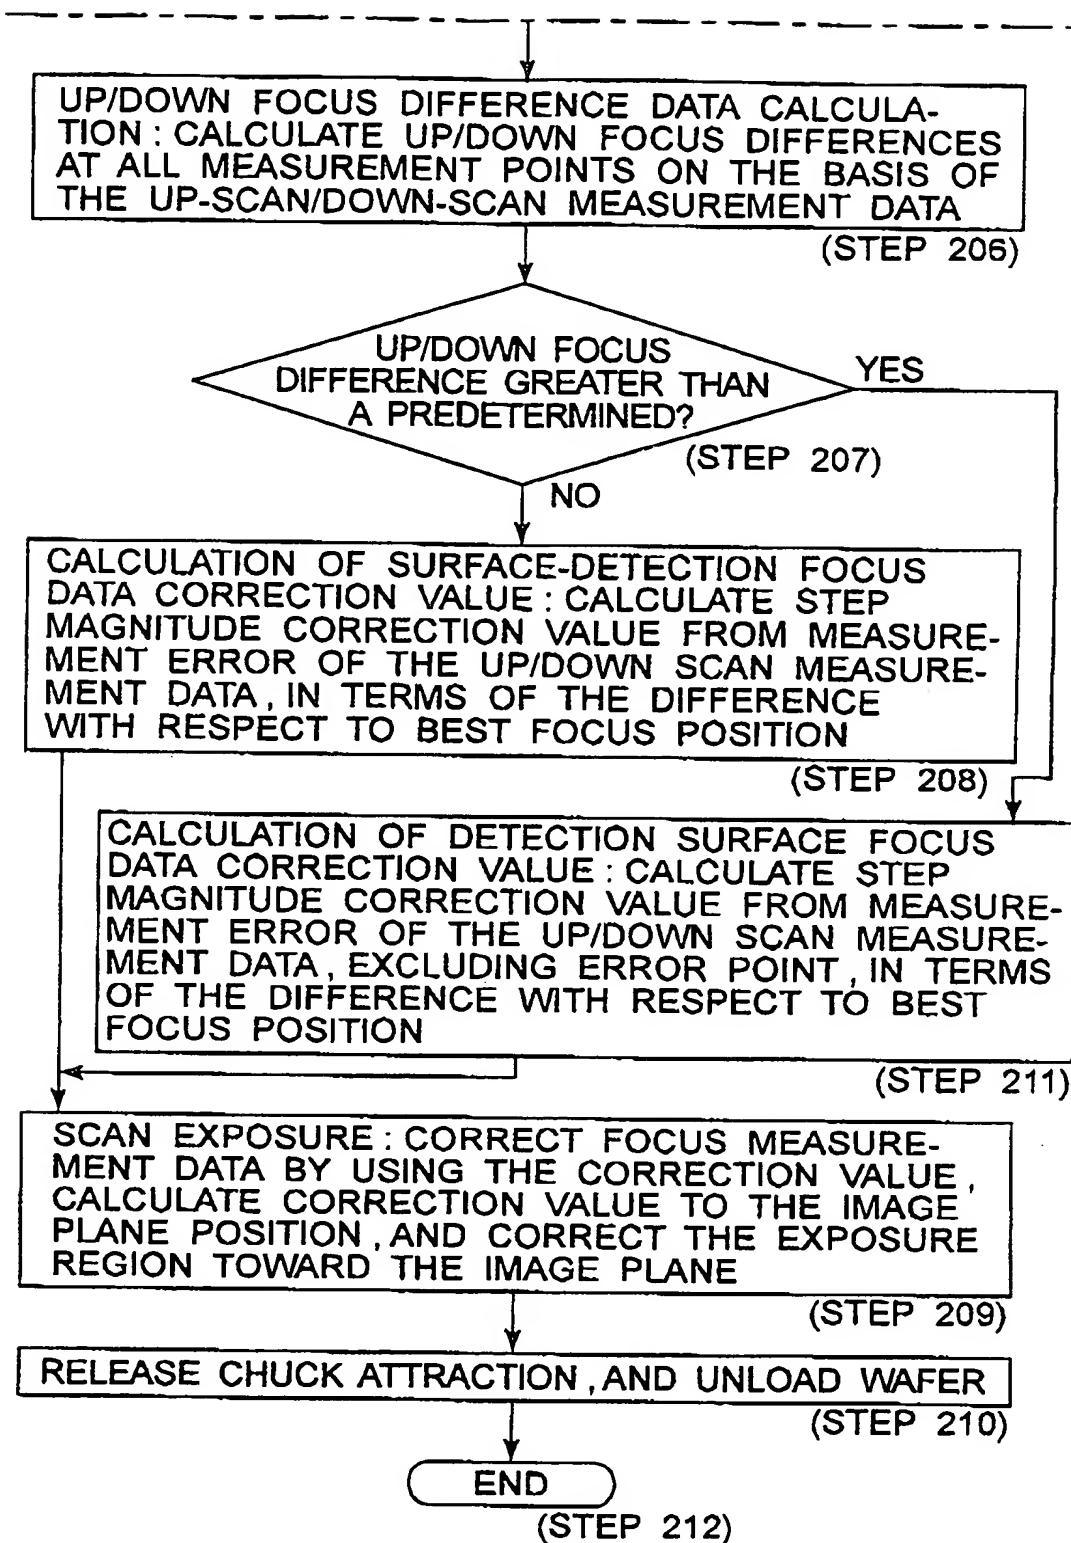 UP/DOWN FOCUS DIFFERENCE DATA CALCULA-
TION : CALCULATE UP/DOWN FOCUS DIFFERENCES
AT ALL MEASUREMENT POINTS ON THE BASIS OF
THE UP-SCAN/DOWN-SCAN MEASUREMENT DATA
(STEP 206)
UP/DOWN FOCUS
DIFFERENCE GREATER THAN
A PREDETERMINED?
YES
(STEP 207)
NO
CALCULATION OF SURFACE-DETECTION FOCUS
DATA CORRECTION VALUE : CALCULATE STEP
MAGNITUDE CORRECTION VALUE FROM MEASURE-
MENT ERROR OF THE UP/DOWN SCAN MEASURE-
MENT DATA, IN TERMS OF THE DIFFERENCE
WITH RESPECT TO BEST FOCUS POSITION
(STEP 208)
CALCULATION OF DETECTION SURFACE FOCUS
DATA CORRECTION VALUE : CALCULATE STEP
MAGNITUDE CORRECTION VALUE FROM MEASURE-
MENT ERROR OF THE UP/DOWN SCAN MEASURE-
MENT DATA, EXCLUDING ERROR POINT, IN TERMS
OF THE DIFFERENCE WITH RESPECT TO BEST
FOCUS POSITION
(STEP 211)
SCAN EXPOSURE : CORRECT FOCUS MEASURE-
MENT DATA BY USING THE CORRECTION VALUE,
CALCULATE CORRECTION VALUE TO THE IMAGE
PLANE POSITION, AND CORRECT THE EXPOSURE
REGION TOWARD THE IMAGE PLANE
(STEP 209)
RELEASE CHUCK ATTRACTION, AND UNLOAD WAFER
(STEP 210)
END
(STEP 212)